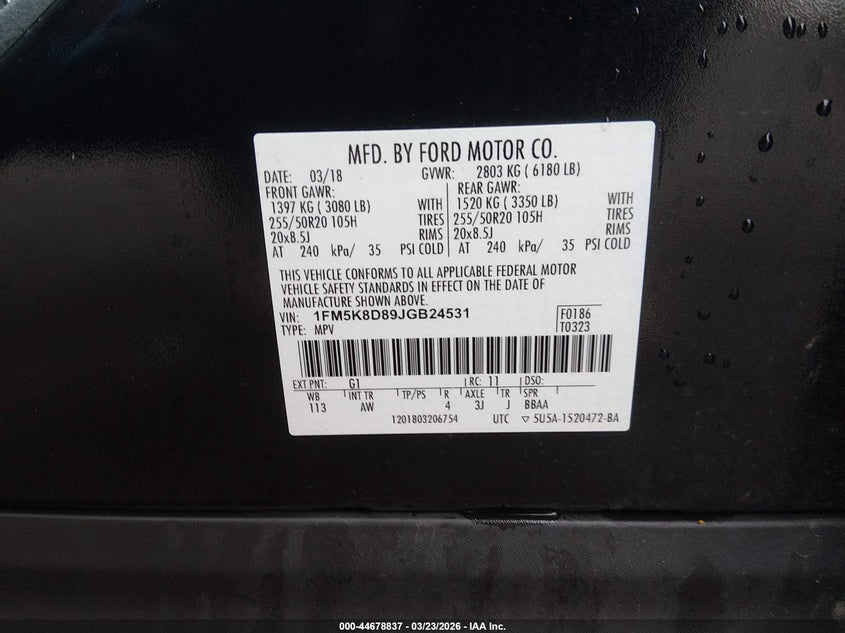 MFD. BY FORD MOTOR CO.
DATE: 03/18 GVWR: 2803 KG ( 6180 LB)
FRONT GAWR: REAR GAWR:
1397 KG ( 3080 LB) WITH 1520 KG ( 3350 LB) WITH
255/50R20 105H TIRES 255/50R20 105H TIRES
20x8.5J RIMS 20x8.5J RIMS
AT 240 kPa/ 35 PSI COLD AT 240 kPa/ 35 PSI COLD
THIS VEHICLE CONFORMS TO ALL APPLICABLE FEDERAL MOTOR
VEHICLE SAFETY STANDARDS IN EFFECT ON THE DATE OF
MANUFACTURE SHOWN ABOVE.
VIN: 1FM5K8D89JGB24531 F0186
TYPE: MPV T0323
EXT PNT: G1 RC: 11 DSO:
WB INT TR TP/PS R AXLE TR SPR
113 AW 4 3J J BBAA
1201803206754 UTC ▽ 5U5A-1520472-BA
000-44678837 - 03/23/2026 - IAA Inc.